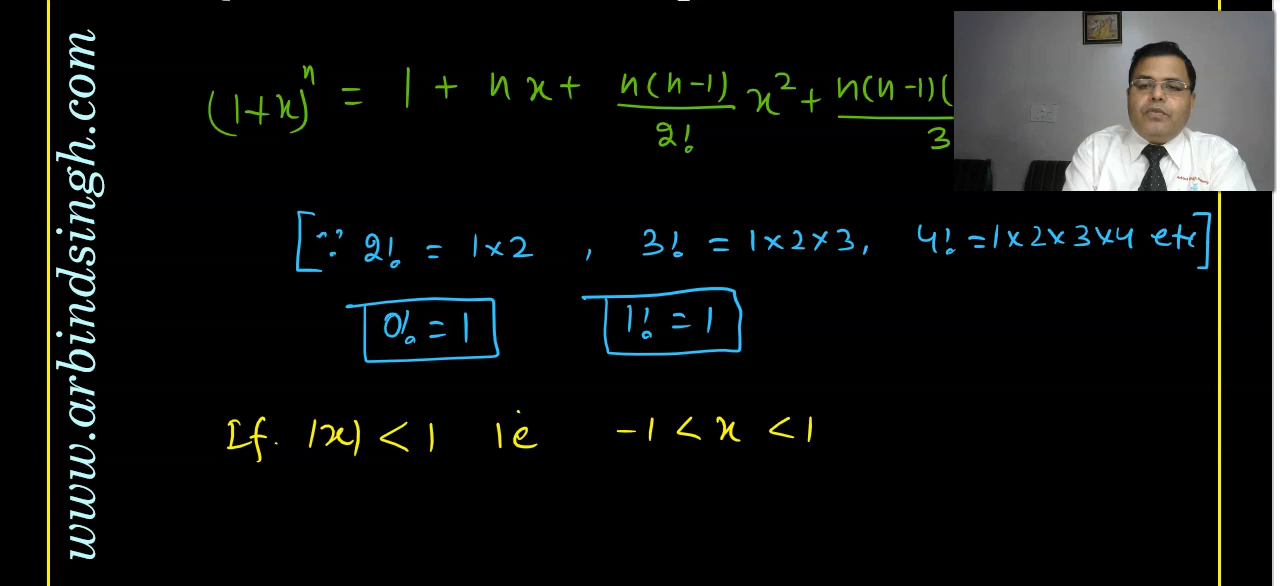 www.arbindsingh.com
(1+x)ⁿ = 1 + nx + n(n-1)/2! x² + n(n-1)(/3
[∵ 2! = 1×2 , 3! = 1×2×3, 4! = 1×2×3×4 etc]
0! = 1 1! = 1
If. |x| < 1 ie -1 < x < 1